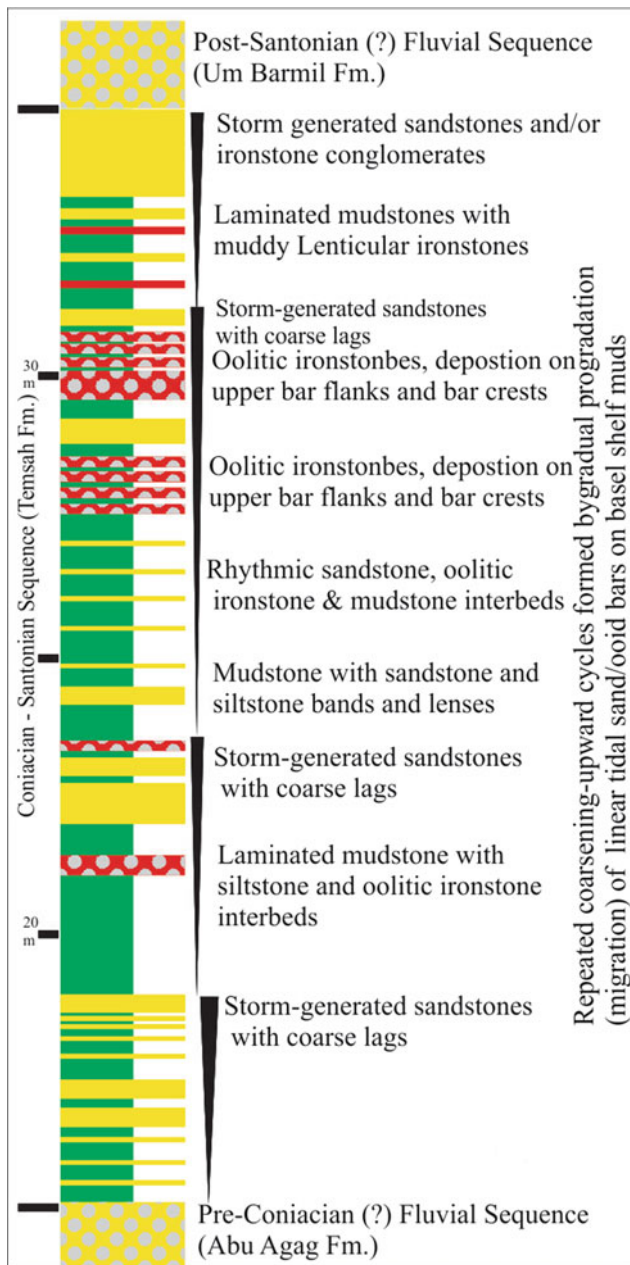 Post-Santonian (?) Fluvial Sequence
(Um Barmil Fm.)
Storm generated sandstones and/or
ironstone conglomerates
Laminated mudstones with
muddy Lenticular ironstones
Storm-generated sandstones
with coarse lags
Oolitic ironstonbes, depostion on
upper bar flanks and bar crests
30
m
Oolitic ironstonbes, depostion on
upper bar flanks and bar crests
Rhythmic sandstone, oolitic
ironstone & mudstone interbeds
Mudstone with sandstone and
siltstone bands and lenses
Storm-generated sandstones
with coarse lags
Laminated mudstone with
siltstone and oolitic ironstone
interbeds
20
m
Storm-generated sandstones
with coarse lags
Pre-Coniacian (?) Fluvial Sequence
(Abu Agag Fm.)
Coniacian - Santonian Sequence (Temsah Fm.)
Repeated coarsening-upward cycles formed bygradual progradation
(migration) of linear tidal sand/ooid bars on basel shelf muds